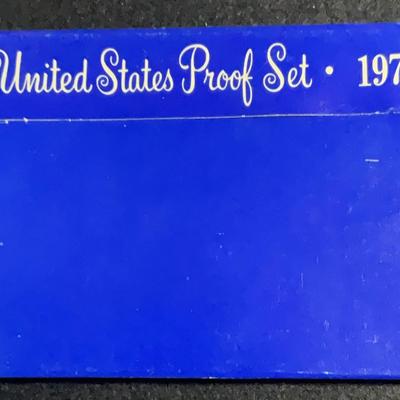 United States Proof Set · 197